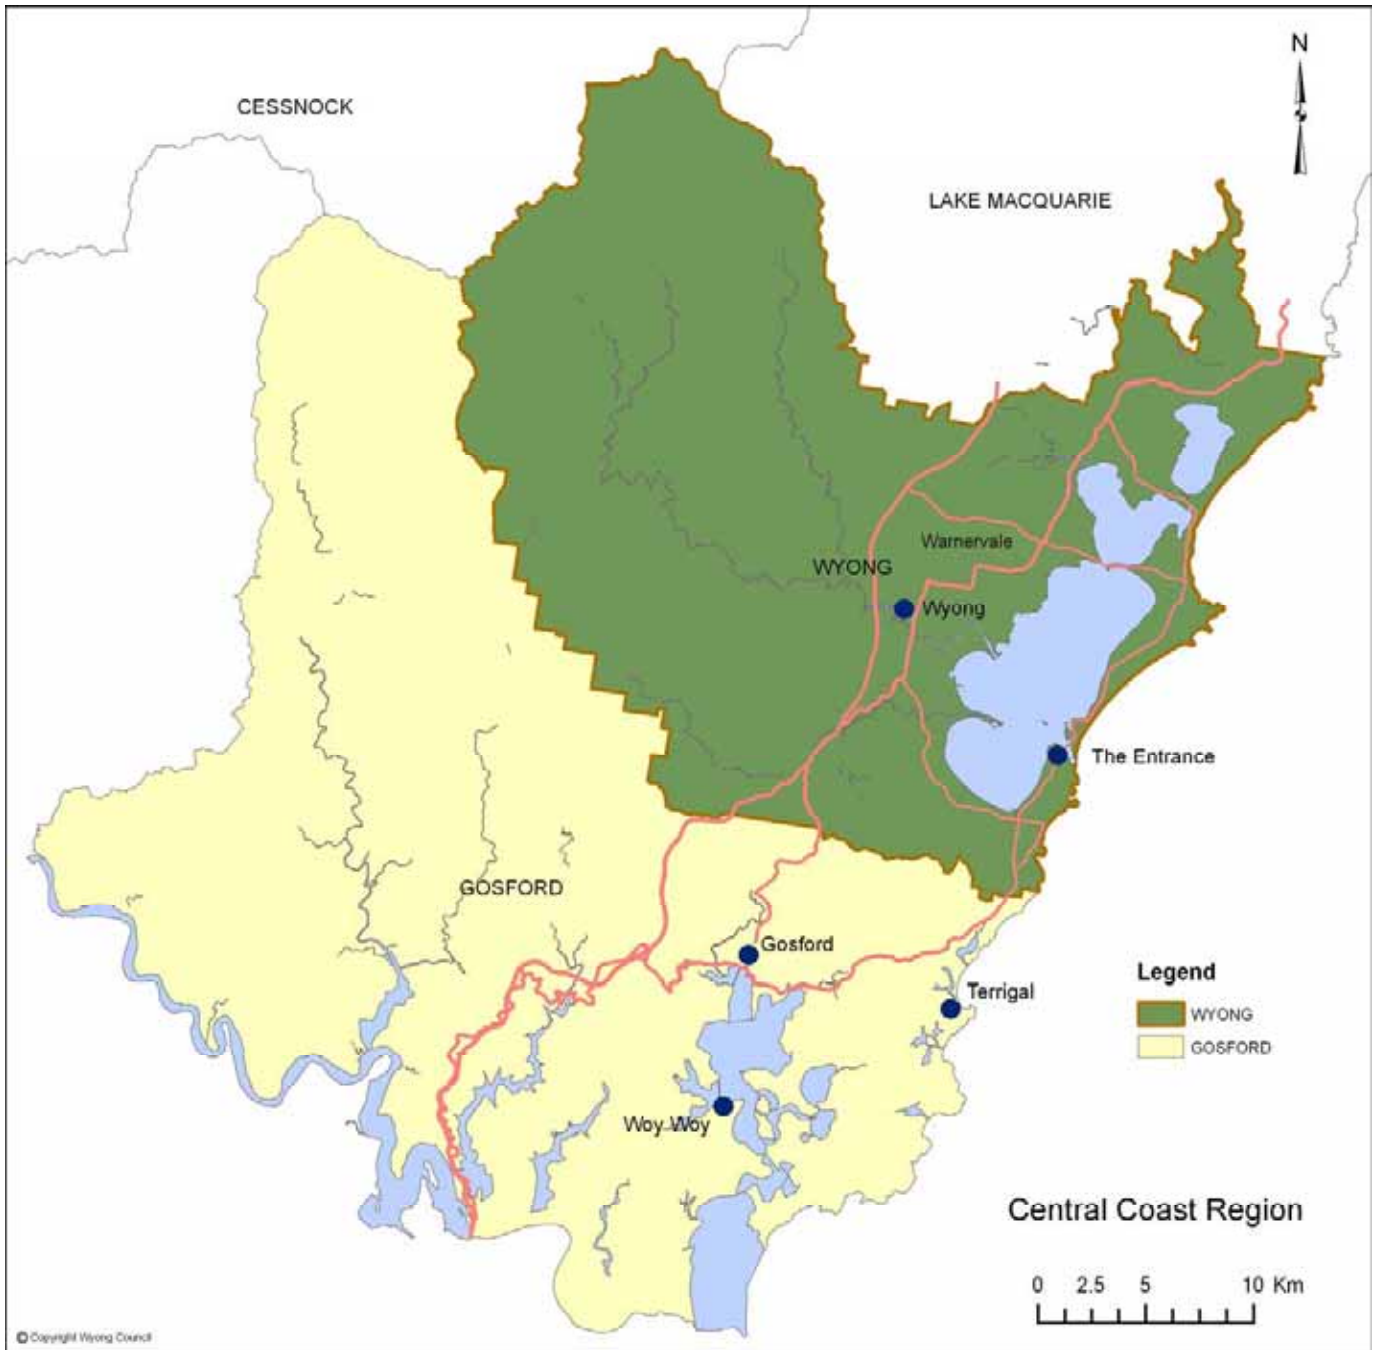 N
CESSNOCK
LAKE MACQUARIE
Warnervale
WYONG
Wyong
The Entrance
GOSFORD
Gosford
Terrigal
Legend
WYONG
GOSFORD
Woy Woy
Central Coast Region
0 2.5 5 10 Km
© Copyright Wyong Council